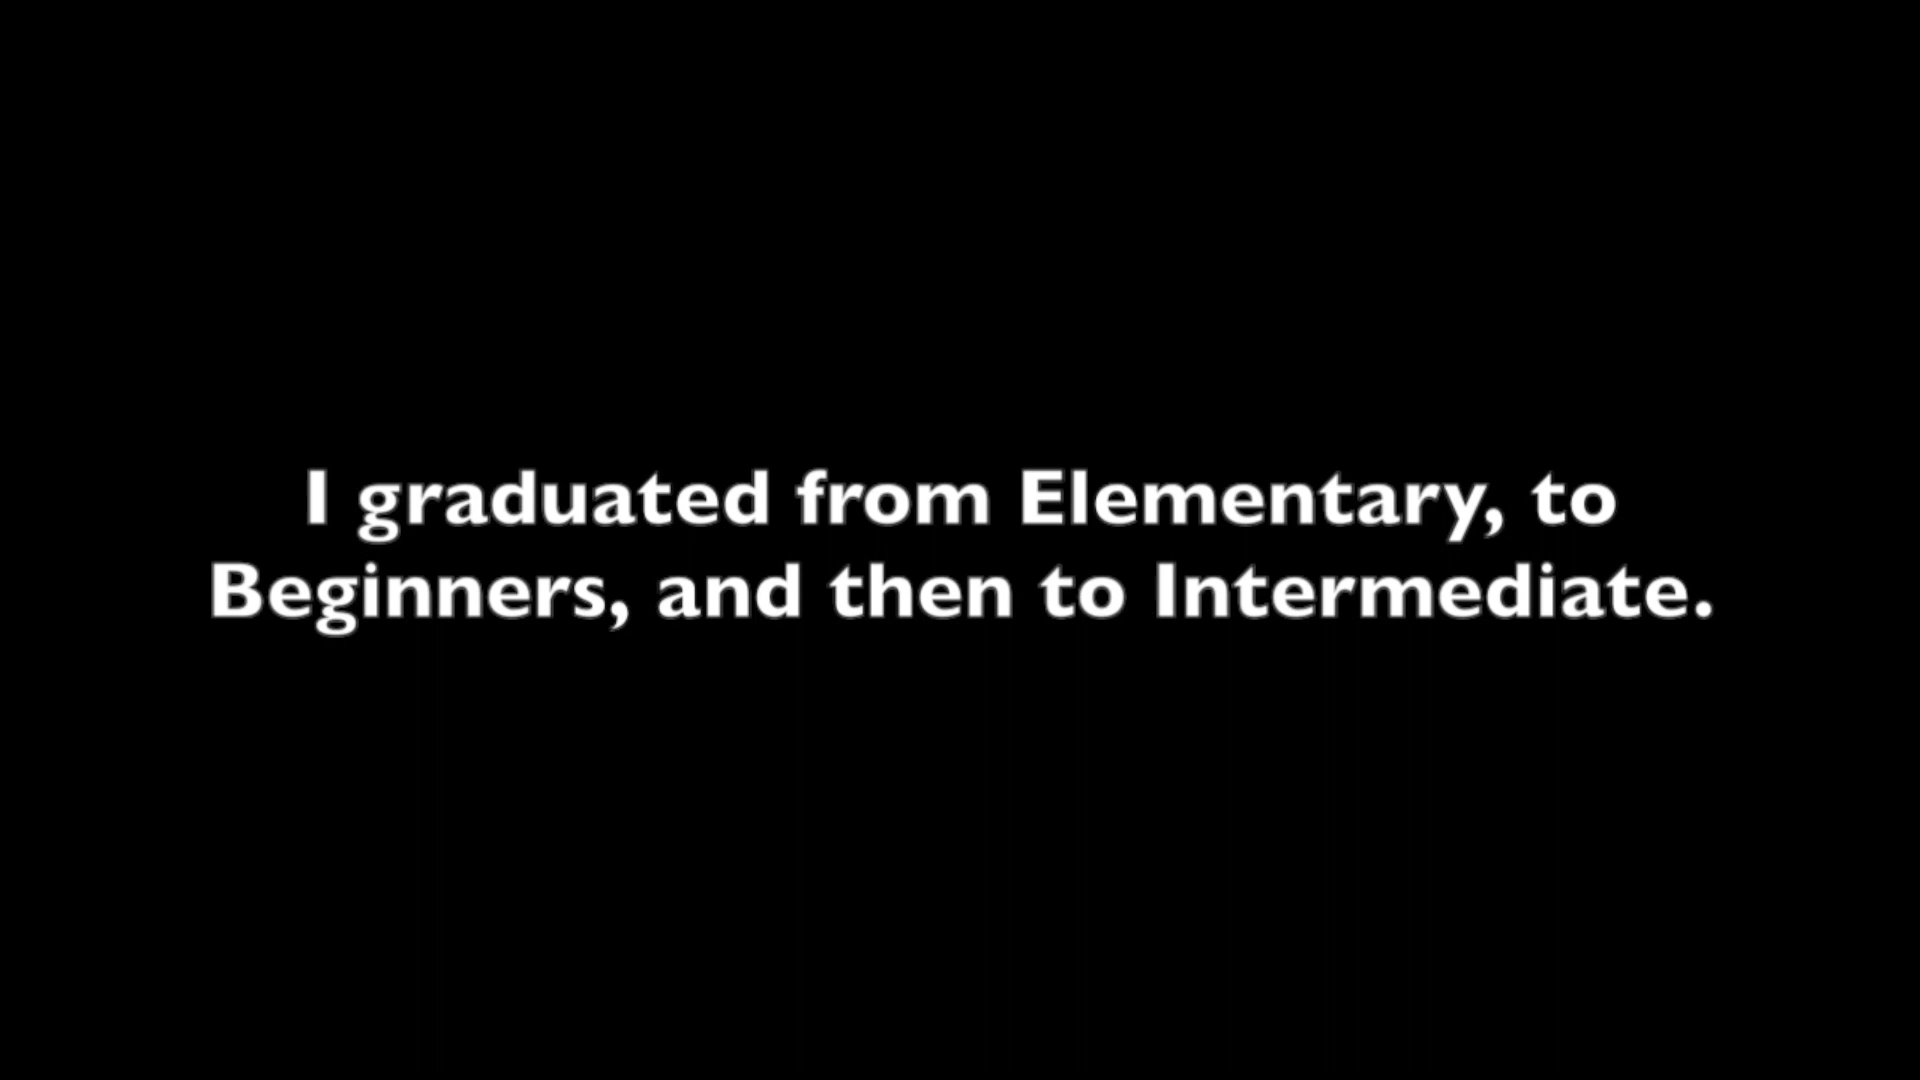 I graduated from Elementary, to
Beginners, and then to Intermediate.